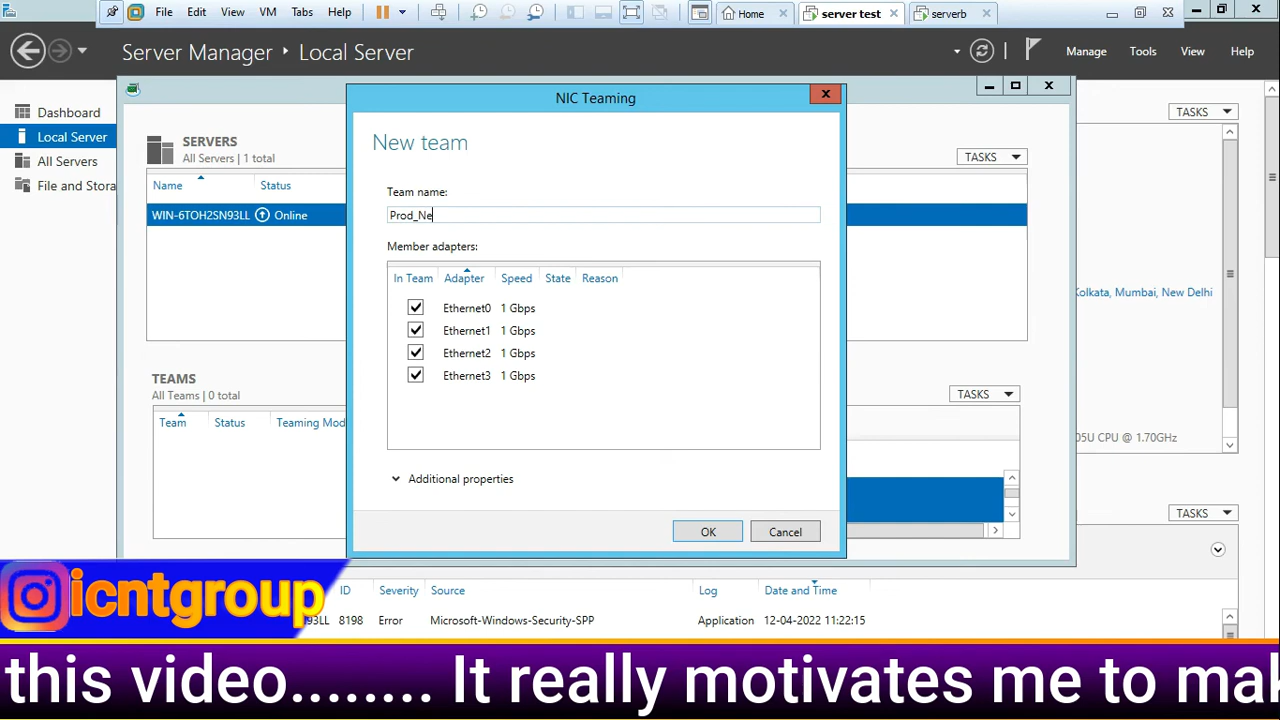 File Edit View VM Tabs Help
Home
server test
serverb
Server Manager Local Server
Manage Tools View Help
Dashboard
Local Server
All Servers
File and Stora
SERVERS
All Servers | 1 total
TASKS
Name Status
WIN-6TOH2SN93LL Online
TEAMS
All Teams | 0 total
TASKS
Team Status Teaming Mod
NIC Teaming
New team
Team name:
Prod_Ne
Member adapters:
In Team Adapter Speed State Reason
Ethernet0 1 Gbps
Ethernet1 1 Gbps
Ethernet2 1 Gbps
Ethernet3 1 Gbps
Additional properties
OK Cancel
TASKS
Kolkata, Mumbai, New Delhi
05U CPU @ 1.70GHz
TASKS
ID Severity Source Log Date and Time
93LL 8198 Error Microsoft-Windows-Security-SPP Application 12-04-2022 11:22:15
icntgroup
this video........ It really motivates me to mak